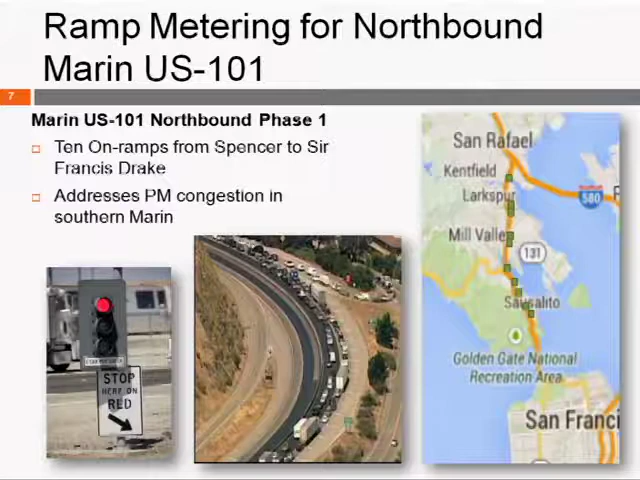 Ramp Metering for Northbound
Marin US-101
7
Marin US-101 Northbound Phase 1
Ten On-ramps from Spencer to Sir
Francis Drake
Addresses PM congestion in
southern Marin
San Rafael
Kentfield
580
Larkspur
Mill Valley
131
Sausalito
Golden Gate National
Recreation Area
San Franci
STOP
HERE ON
RED